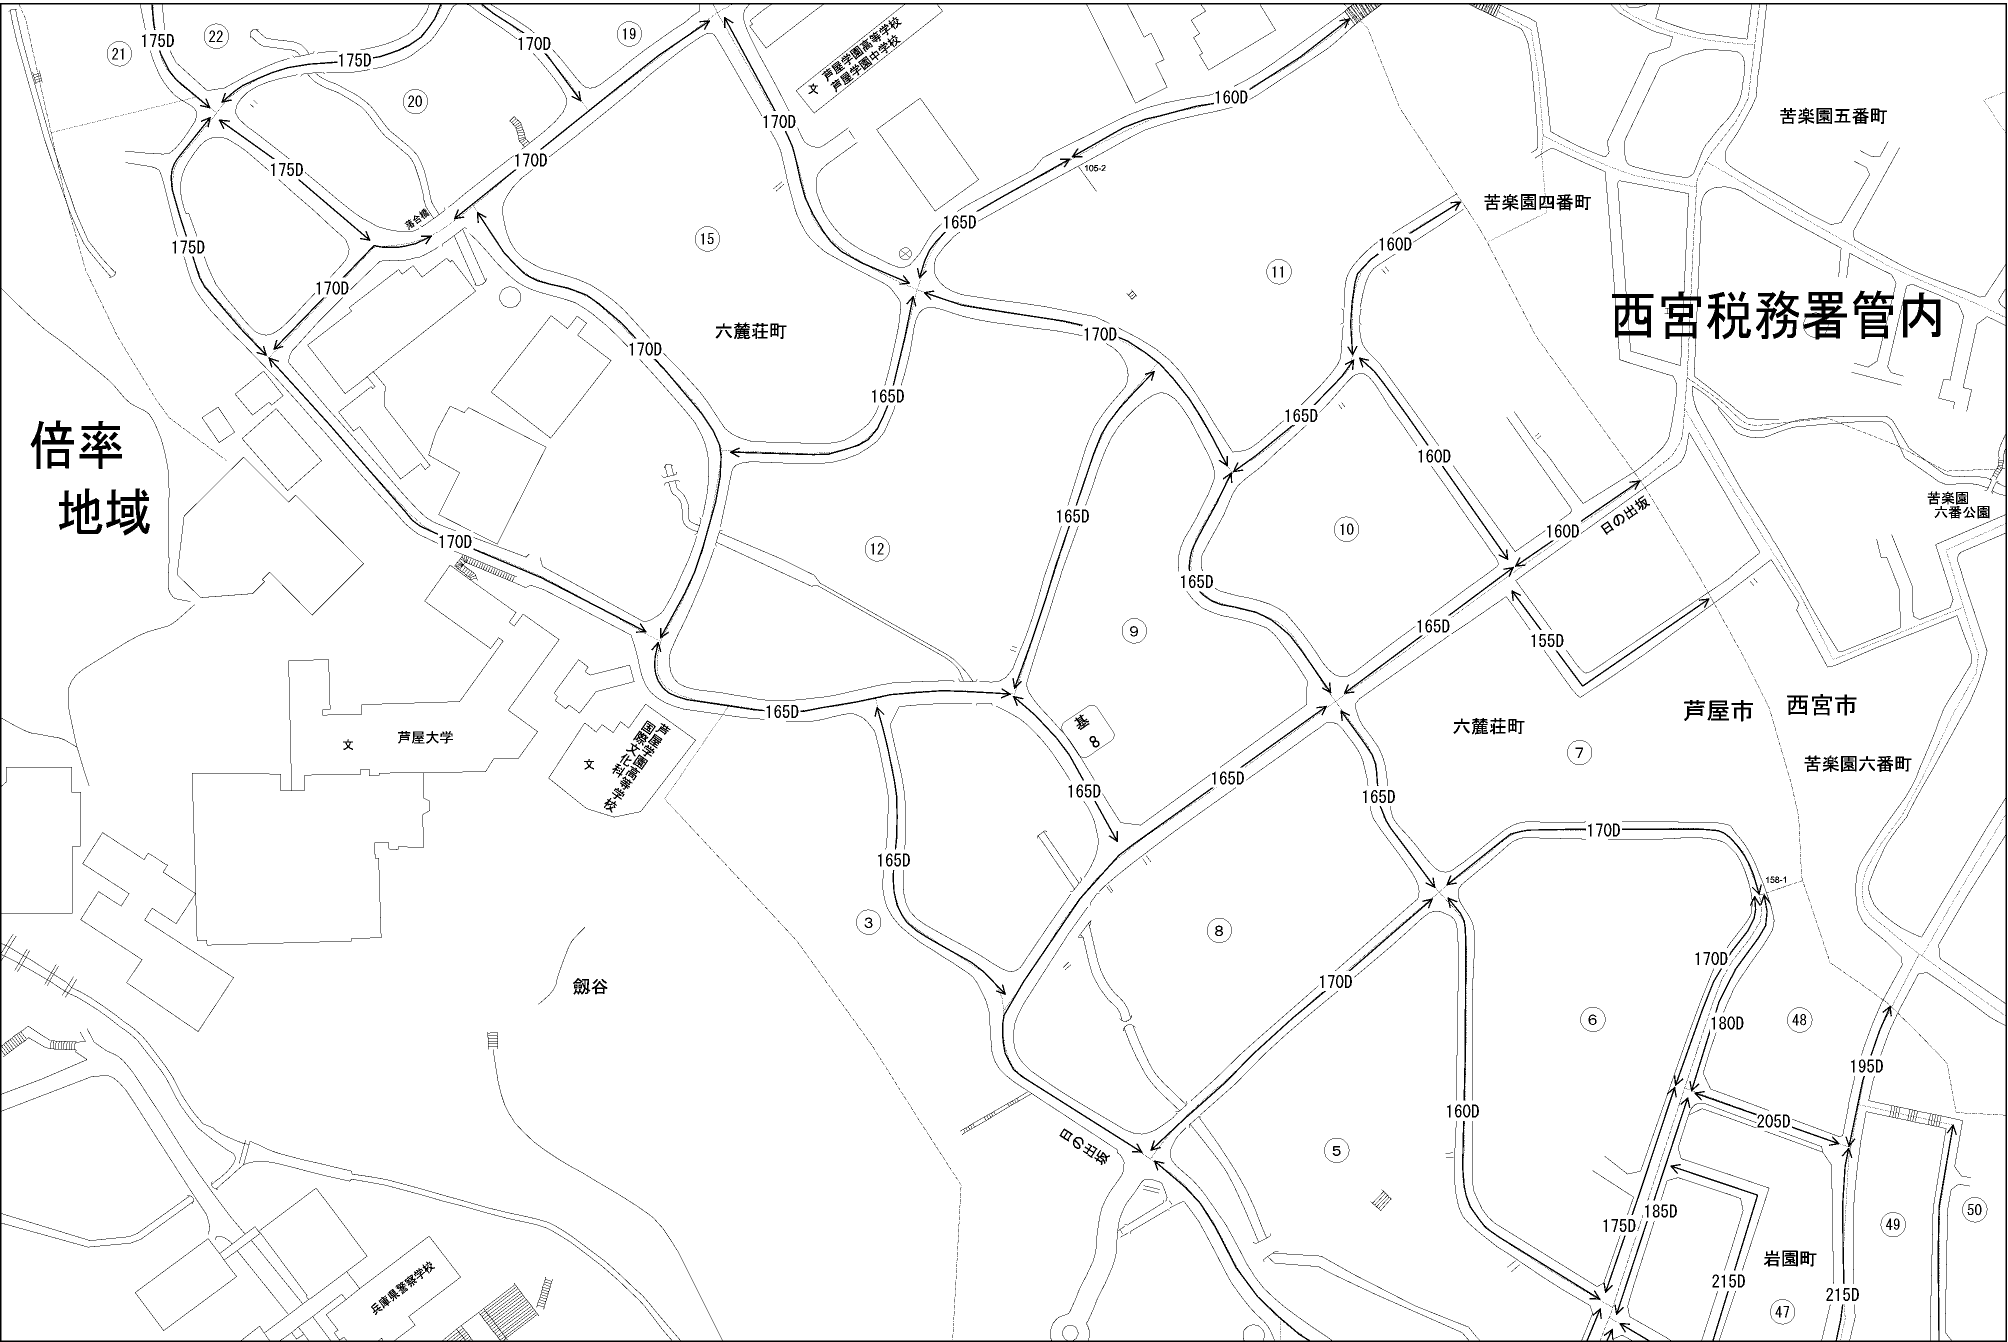 21
175D
22
175D
170D
19
20
170D
芦屋学園高等学校
芦屋学園中学校
文
160D
苦楽園五番町
170D
175D
105-2
落合橋
苦楽園四番町
165D
160D
15
175D
11
170D
六麓荘町
170D
170D
西宮税務署管内
165D
165D
倍率
地域
160D
苦楽園
六番公園
165D
日の出坂
160D
10
170D
12
165D
9
165D
155D
165D
基
8
芦屋市
西宮市
六麓荘町
芦屋大学
文
芦屋学園高等学校
国際文化科
文
7
苦楽園六番町
165D
165D
165D
170D
165D
158-1
3
8
170D
170D
劔谷
6
48
180D
195D
160D
205D
日の出坂
5
175D
185D
49
50
岩園町
兵庫県警察学校
215D
215D
47